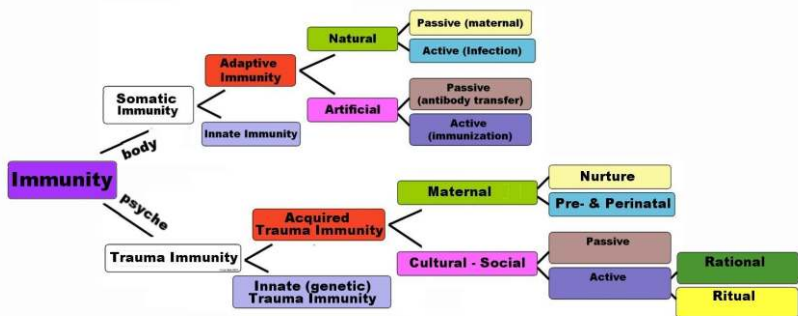 Passive (maternal)
Natural
Active (Infection)
Adaptive
Immunity
Passive
(antibody transfer)
Somatic
Immunity
Artificial
Active
(immunization)
Innate Immunity
body
Immunity
psyche
Nurture
Maternal
Pre- & Perinatal
Acquired
Trauma Immunity
Passive
Trauma Immunity
Cultural - Social
Rational
Active
Innate (genetic)
Trauma Immunity
Ritual